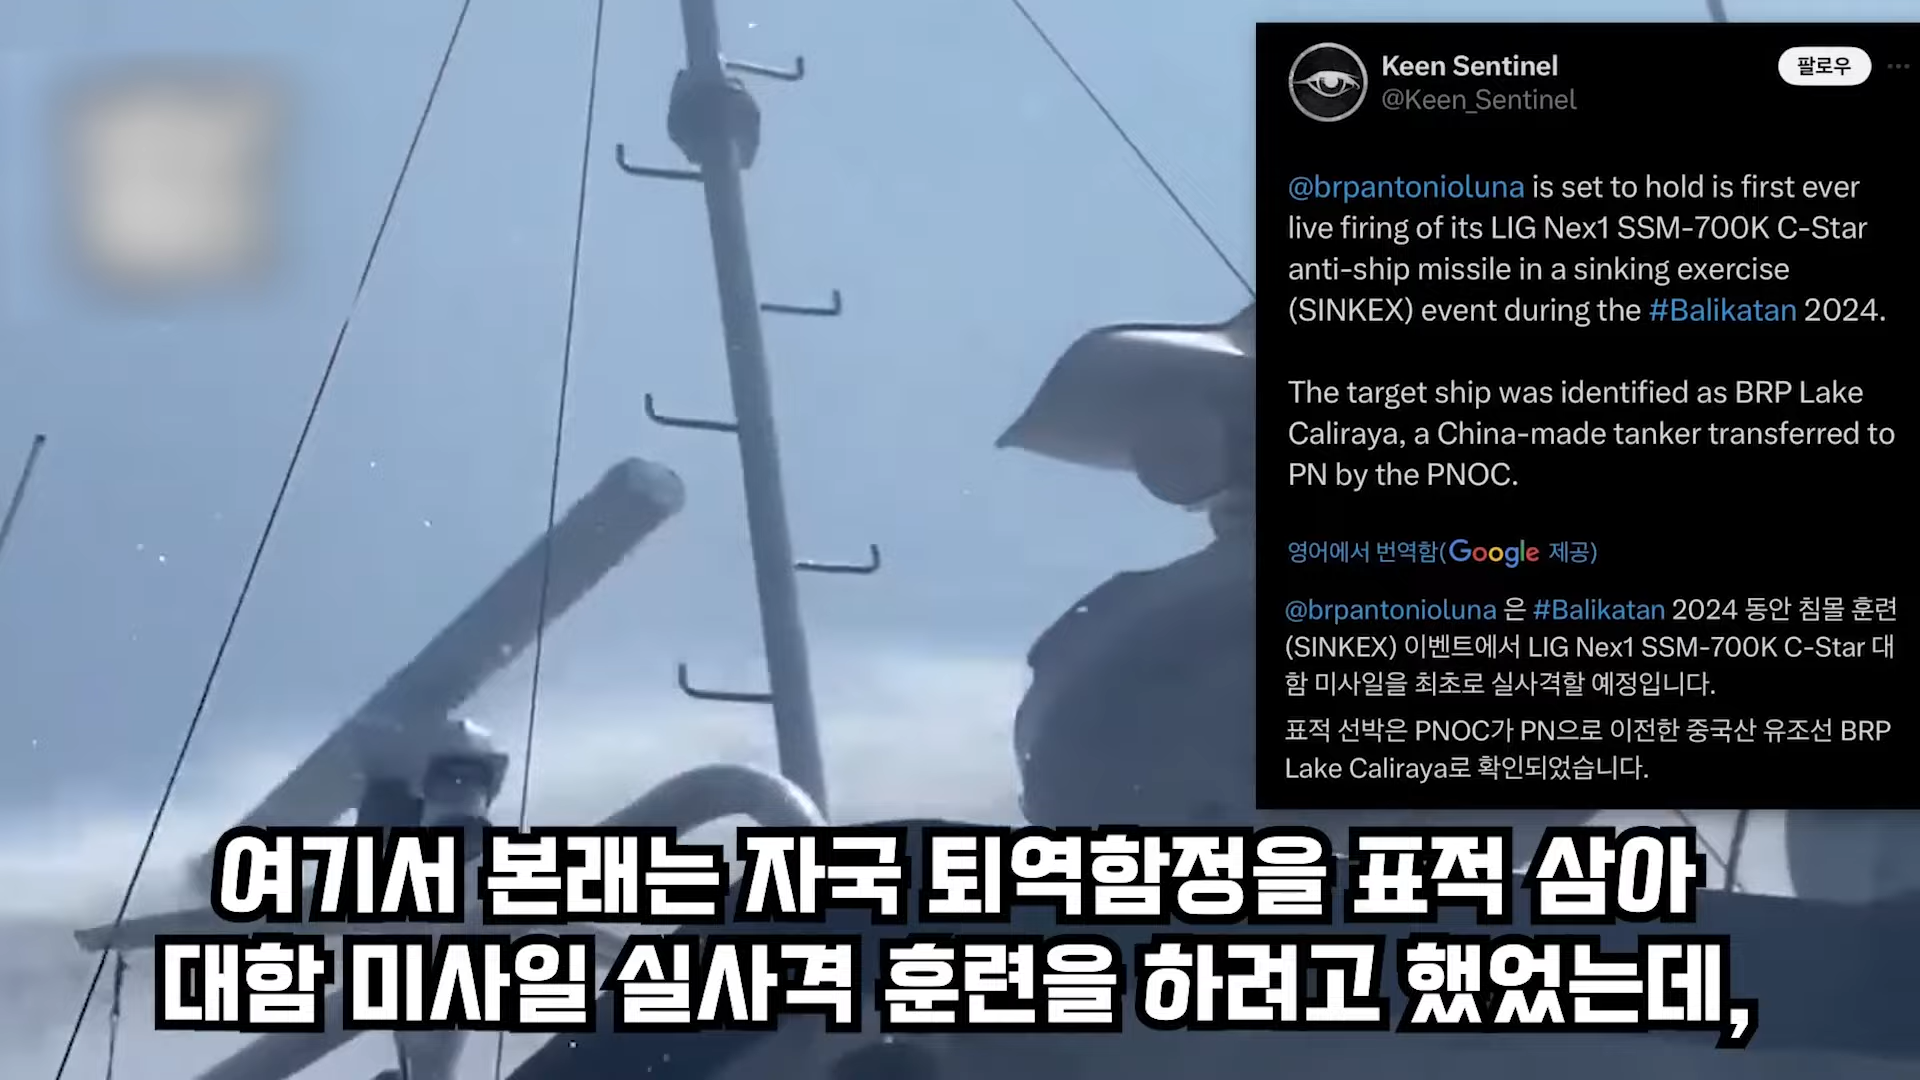 Keen Sentinel
@Keen_Sentinel
팔로우
@brpantonioluna is set to hold is first ever
live firing of its LIG Nex1 SSM-700K C-Star
anti-ship missile in a sinking exercise
(SINKEX) event during the #Balikatan 2024.
The target ship was identified as BRP Lake
Caliraya, a China-made tanker transferred to
PN by the PNOC.
영어에서 번역함(Google 제공)
@brpantonioluna 은 #Balikatan 2024 동안 침몰 훈련
(SINKEX) 이벤트에서 LIG Nex1 SSM-700K C-Star 대
함 미사일을 최초로 실사격할 예정입니다.
표적 선박은 PNOC가 PN으로 이전한 중국산 유조선 BRP
Lake Caliraya로 확인되었습니다.
여기서 본래는 자국 퇴역함정을 표적 삼아
대함 미사일 실사격 훈련을 하려고 했었는데,